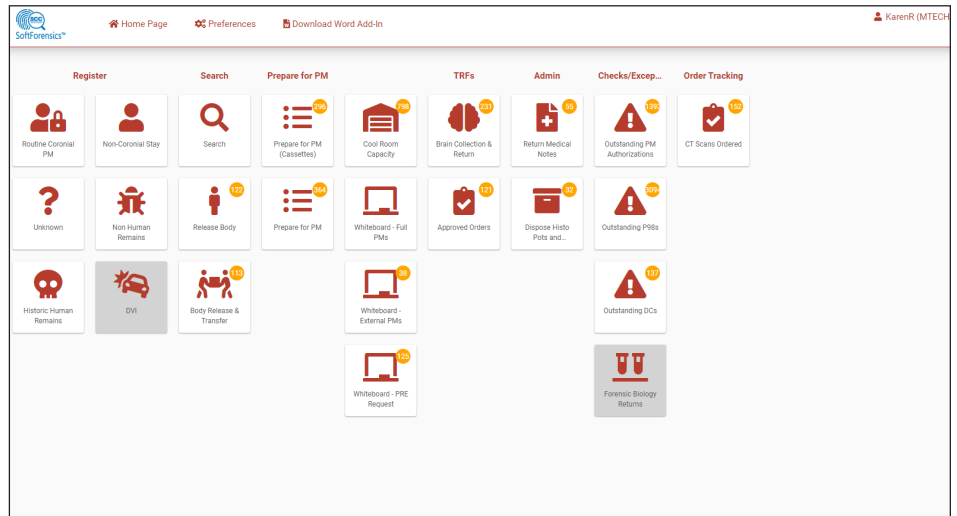 SCC
SoftForensics™
Home Page
Preferences
Download Word Add-In
KarenR (MTECH
Register
Search
Prepare for PM
TRFs
Admin
Checks/Excep...
Order Tracking
Routine Coronial
PM
Non-Coronial Stay
Search
296
Prepare for PM
(Cassettes)
799
Cool Room
Capacity
231
Brain Collection &
Return
55
Return Medical
Notes
1393
Outstanding PM
Authorizations
152
CT Scans Ordered
Unknown
Non Human
Remains
122
Release Body
364
Prepare for PM
Whiteboard - Full
PMs
121
Approved Orders
32
Dispose Histo
Pots and...
3094
Outstanding P98s
Historic Human
Remains
DVI
113
Body Release &
Transfer
38
Whiteboard -
External PMs
137
Outstanding DCs
125
Whiteboard - PRE
Request
Forensic Biology
Returns